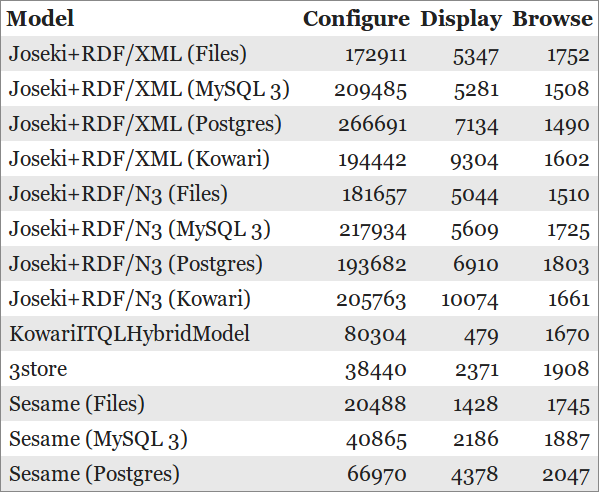 Model Configure Display Browse
Joseki+RDF/XML (Files) 172911 5347 1752
Joseki+RDF/XML (MySQL 3) 209485 5281 1508
Joseki+RDF/XML (Postgres) 266691 7134 1490
Joseki+RDF/XML (Kowari) 194442 9304 1602
Joseki+RDF/N3 (Files) 181657 5044 1510
Joseki+RDF/N3 (MySQL 3) 217934 5609 1725
Joseki+RDF/N3 (Postgres) 193682 6910 1803
Joseki+RDF/N3 (Kowari) 205763 10074 1661
KowariITQLHybridModel 80304 479 1670
3store 38440 2371 1908
Sesame (Files) 20488 1428 1745
Sesame (MySQL 3) 40865 2186 1887
Sesame (Postgres) 66970 4378 2047